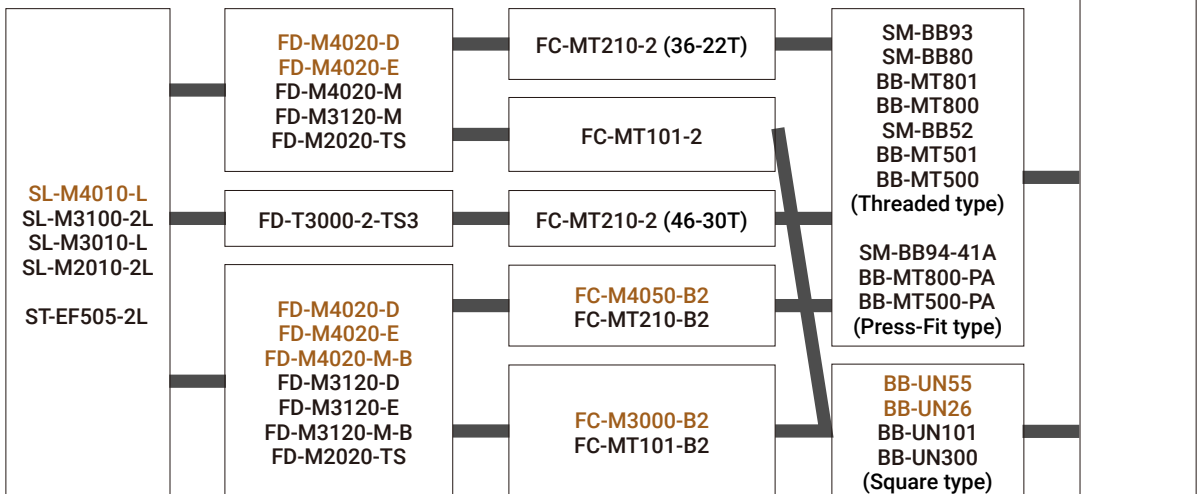 SL-M4010-L
SL-M3100-2L
SL-M3010-L
SL-M2010-2L
ST-EF505-2L
FD-M4020-D
FD-M4020-E
FD-M4020-M
FD-M3120-M
FD-M2020-TS
FD-T3000-2-TS3
FD-M4020-D
FD-M4020-E
FD-M4020-M-B
FD-M3120-D
FD-M3120-E
FD-M3120-M-B
FD-M2020-TS
FC-MT210-2 (36-22T)
FC-MT101-2
FC-MT210-2 (46-30T)
FC-M4050-B2
FC-MT210-B2
FC-M3000-B2
FC-MT101-B2
SM-BB93
SM-BB80
BB-MT801
BB-MT800
SM-BB52
BB-MT501
BB-MT500
(Threaded type)
SM-BB94-41A
BB-MT800-PA
BB-MT500-PA
(Press-Fit type)
BB-UN55
BB-UN26
BB-UN101
BB-UN300
(Square type)